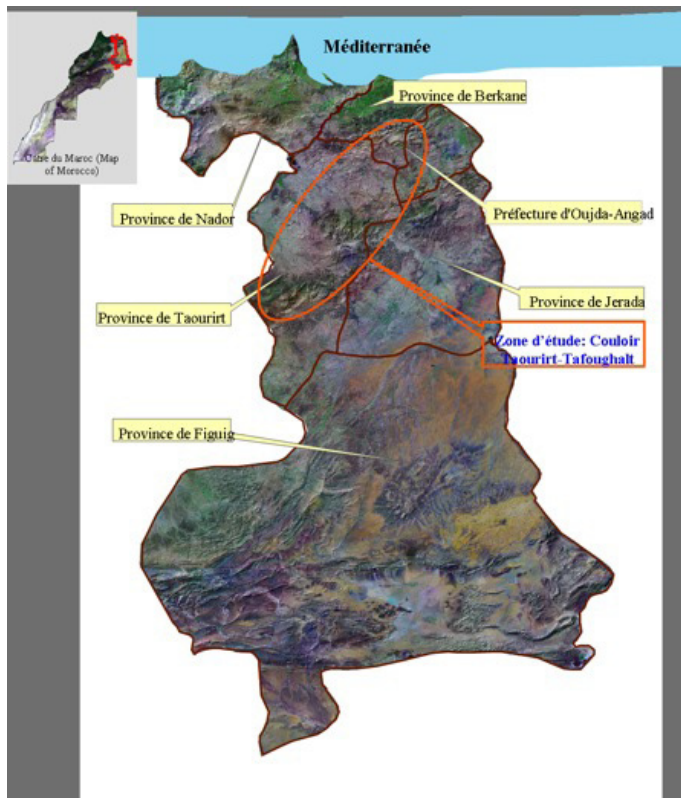 Méditerranée
Province de Berkane
Carte du Maroc (Map
of Morocco)
Province de Nador
Préfecture d'Oujda-Angad
Province de Jerada
Province de Taourirt
Zone d'étude: Couloir
Taourirt-Tafoughalt
Province de Figuig